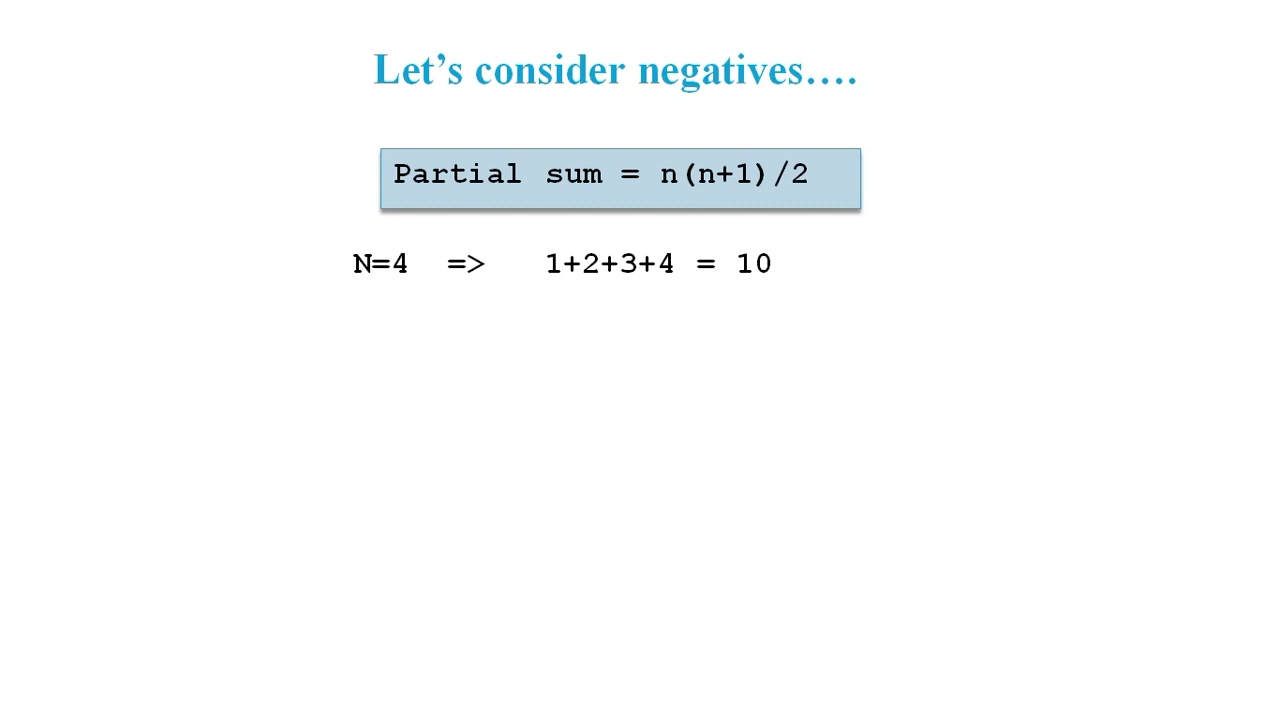 Let’s consider negatives….
Partial sum = n(n+1)/2
N=4 => 1+2+3+4 = 10